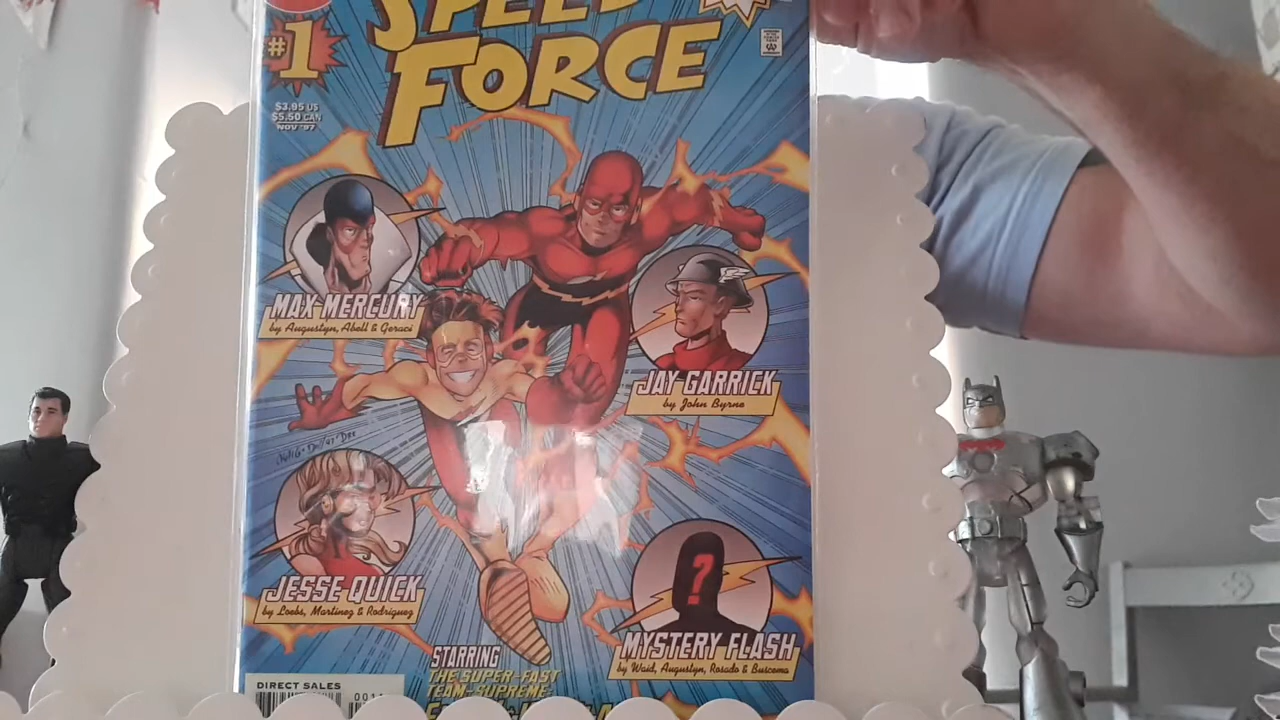 SPEED
FORCE
#1
$3.95 US
$5.50 CAN
NOV '97
MAX MERCURY
by Augustyn, Abell & Geraci
JAY GARRICK
by John Byrne
JESSE QUICK
by Loebs, Martinez & Rodriguez
MYSTERY FLASH
by Waid, Augustyn, Rosado & Buscema
?
STARRING
THE SUPER-FAST
TEAM-SUPREME:
DIRECT SALES